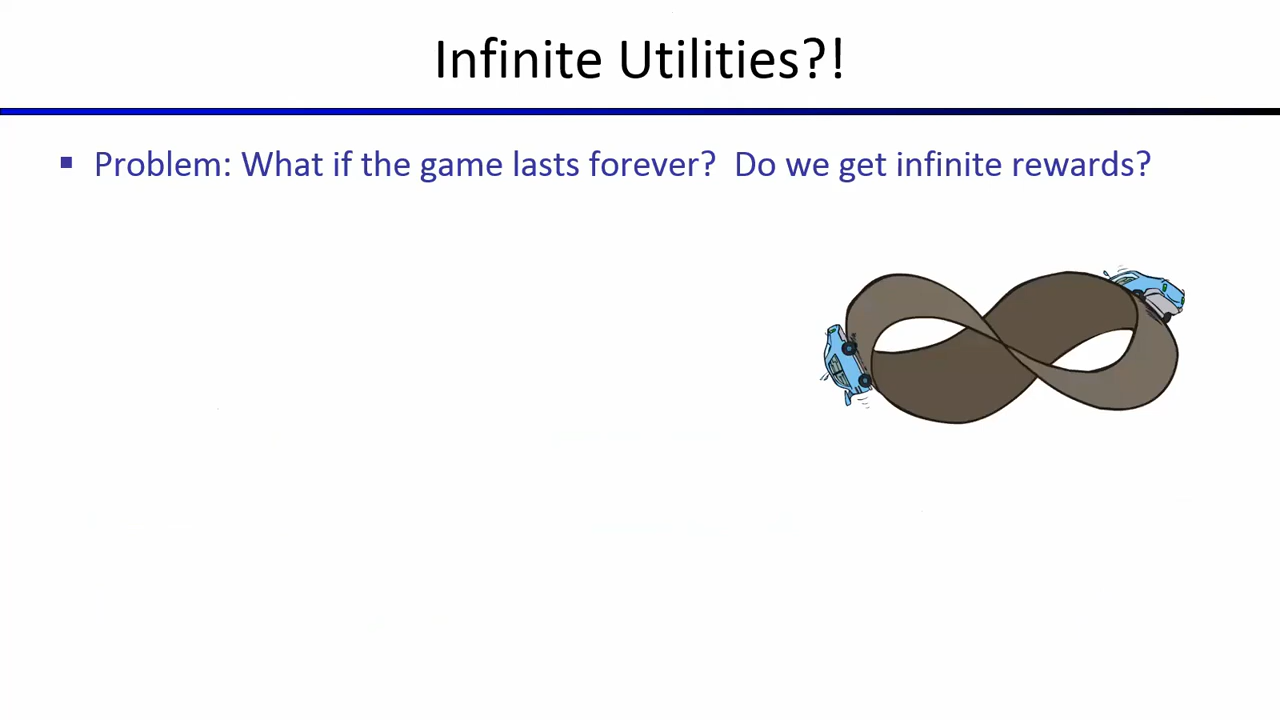 Infinite Utilities?!
▪ Problem: What if the game lasts forever? Do we get infinite rewards?